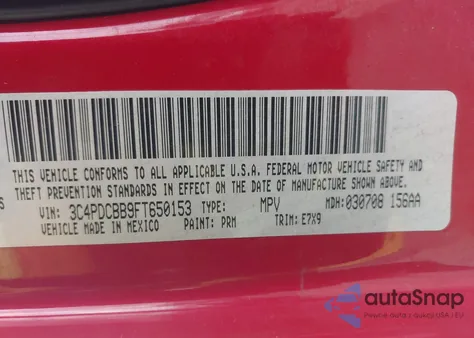 THIS VEHICLE CONFORMS TO ALL APPLICABLE U.S.A. FEDERAL MOTOR VEHICLE SAFETY AND
THEFT PREVENTION STANDARDS IN EFFECT ON THE DATE OF MANUFACTURE SHOWN ABOVE.
VIN: 3C4PDCBB9FT650153 TYPE: MPV MDH: 030708 156AA
VEHICLE MADE IN MEXICO PAINT: PRM TRIM: E7X9
autoSnap